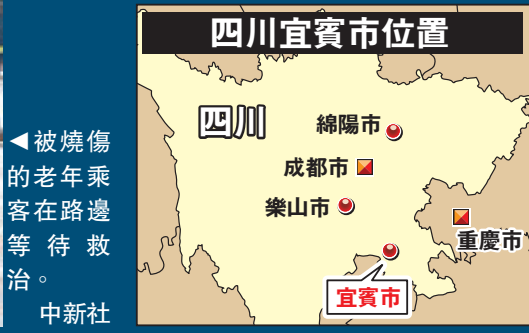 四川宜賓市位置
四川
綿陽市
成都市
樂山市
重慶市
宜賓市
◀被燒傷
的老年乘
客在路邊
等待救
治。
中新社